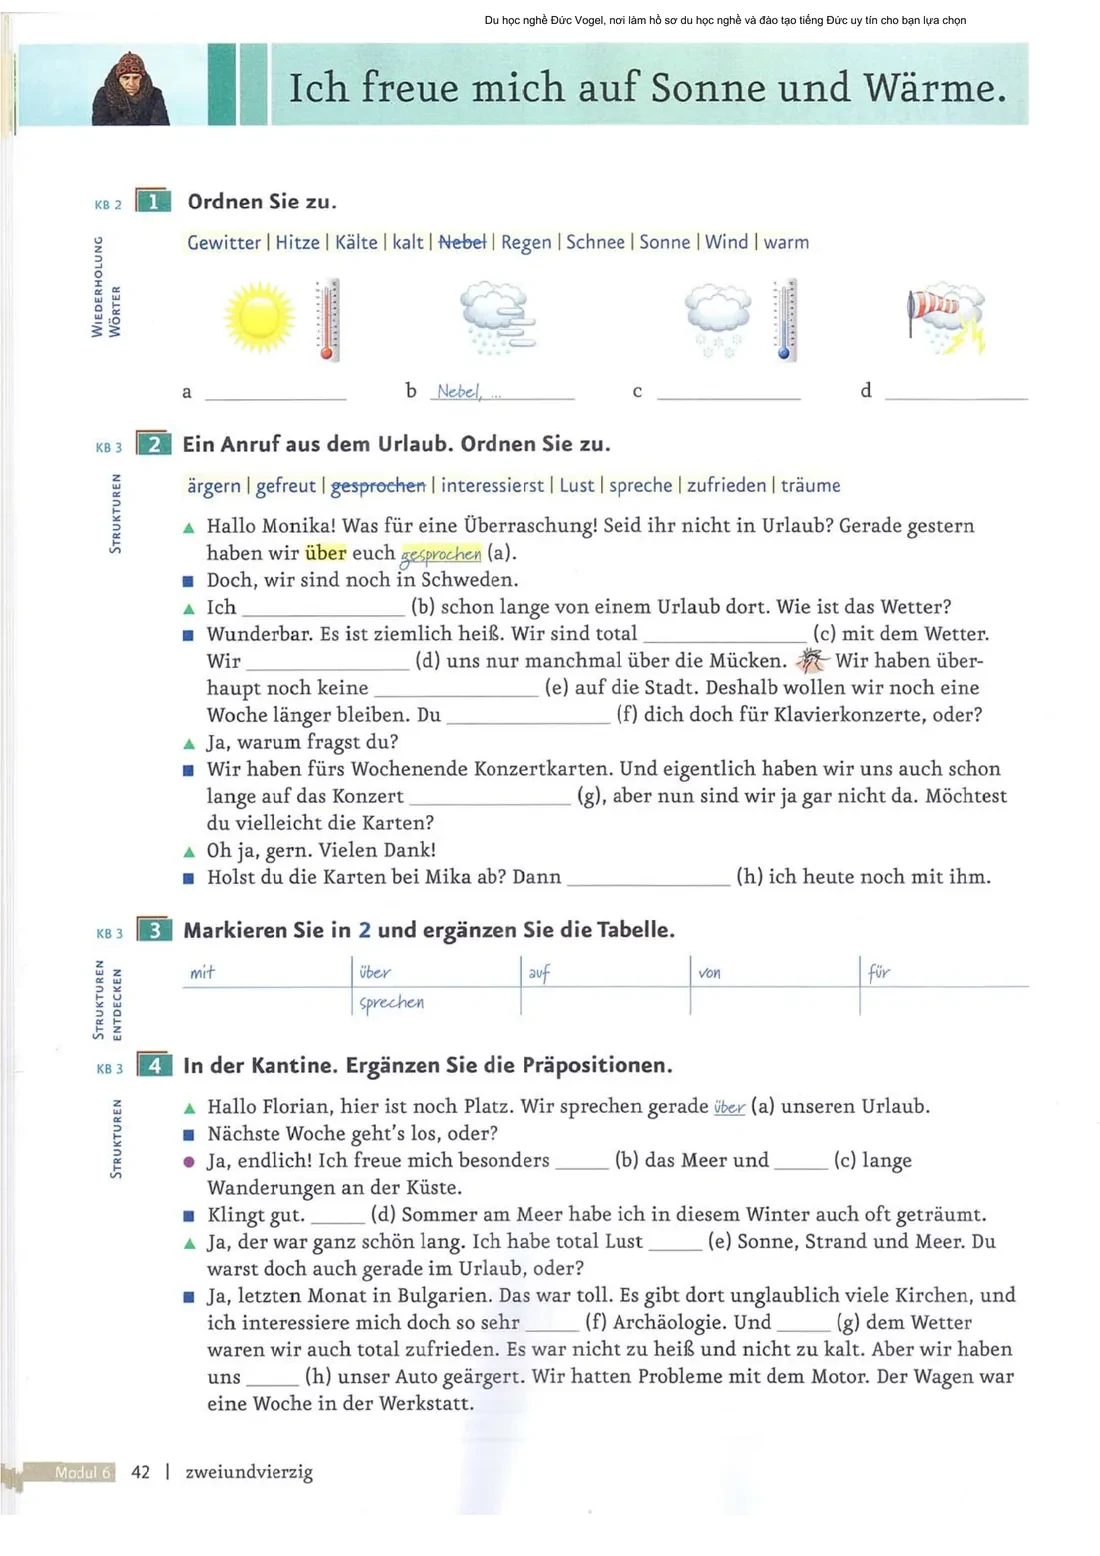 Du học nghề Đức Vogel, nơi làm hồ sơ du học nghề và đào tạo tiếng Đức uy tín cho bạn lựa chọn
Ich freue mich auf Sonne und Wärme.
KB 2 1 Ordnen Sie zu.
WIEDERHOLUNG
WÖRTER
Gewitter | Hitze | Kälte | kalt | Nebel | Regen | Schnee | Sonne | Wind | warm
a ______ b Nebel, ... c ______ d ______
KB 3 2 Ein Anruf aus dem Urlaub. Ordnen Sie zu.
STRUKTUREN
ärgern | gefreut | gesprochen | interessierst | Lust | spreche | zufrieden | träume
▲ Hallo Monika! Was für eine Überraschung! Seid ihr nicht in Urlaub? Gerade gestern
haben wir über euch gesprochen (a).
■ Doch, wir sind noch in Schweden.
▲ Ich ______ (b) schon lange von einem Urlaub dort. Wie ist das Wetter?
■ Wunderbar. Es ist ziemlich heiß. Wir sind total ______ (c) mit dem Wetter.
Wir ______ (d) uns nur manchmal über die Mücken. Wir haben über-
haupt noch keine ______ (e) auf die Stadt. Deshalb wollen wir noch eine
Woche länger bleiben. Du ______ (f) dich doch für Klavierkonzerte, oder?
▲ Ja, warum fragst du?
■ Wir haben fürs Wochenende Konzertkarten. Und eigentlich haben wir uns auch schon
lange auf das Konzert ______ (g), aber nun sind wir ja gar nicht da. Möchtest
du vielleicht die Karten?
▲ Oh ja, gern. Vielen Dank!
■ Holst du die Karten bei Mika ab? Dann ______ (h) ich heute noch mit ihm.
KB 3 3 Markieren Sie in 2 und ergänzen Sie die Tabelle.
STRUKTUREN
ENTDECKEN
mit über auf von für
sprechen
KB 3 4 In der Kantine. Ergänzen Sie die Präpositionen.
STRUKTUREN
▲ Hallo Florian, hier ist noch Platz. Wir sprechen gerade über (a) unseren Urlaub.
■ Nächste Woche geht's los, oder?
● Ja, endlich! Ich freue mich besonders ____ (b) das Meer und ____ (c) lange
Wanderungen an der Küste.
■ Klingt gut. ____ (d) Sommer am Meer habe ich in diesem Winter auch oft geträumt.
▲ Ja, der war ganz schön lang. Ich habe total Lust ____ (e) Sonne, Strand und Meer. Du
warst doch auch gerade im Urlaub, oder?
■ Ja, letzten Monat in Bulgarien. Das war toll. Es gibt dort unglaublich viele Kirchen, und
ich interessiere mich doch so sehr ____ (f) Archäologie. Und ____ (g) dem Wetter
waren wir auch total zufrieden. Es war nicht zu heiß und nicht zu kalt. Aber wir haben
uns ____ (h) unser Auto geärgert. Wir hatten Probleme mit dem Motor. Der Wagen war
eine Woche in der Werkstatt.
Modul 6 42 | zweiundvierzig